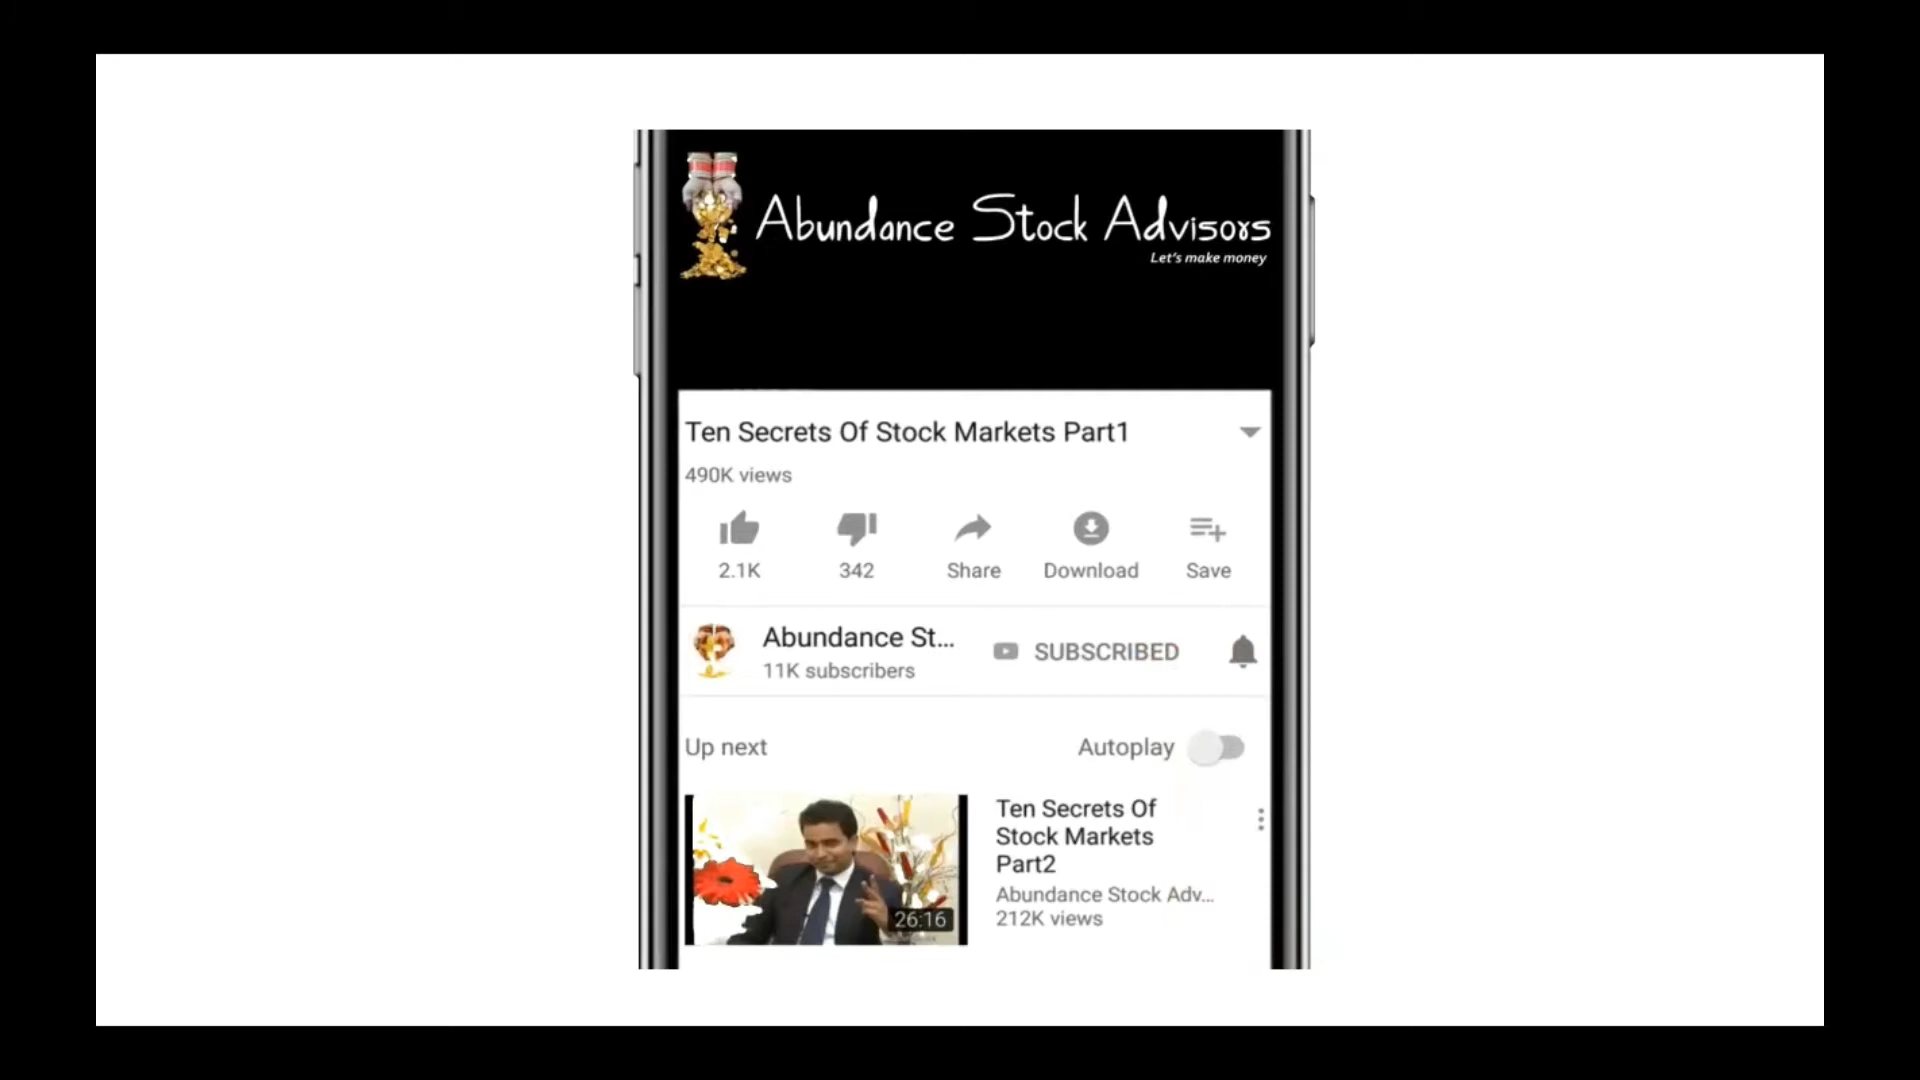 Abundance Stock Advisors
Let's make money
Ten Secrets Of Stock Markets Part1
490K views
2.1K
342
Share
Download
Save
Abundance St...
11K subscribers
SUBSCRIBED
Up next
Autoplay
26:16
Ten Secrets Of
Stock Markets
Part2
Abundance Stock Adv...
212K views